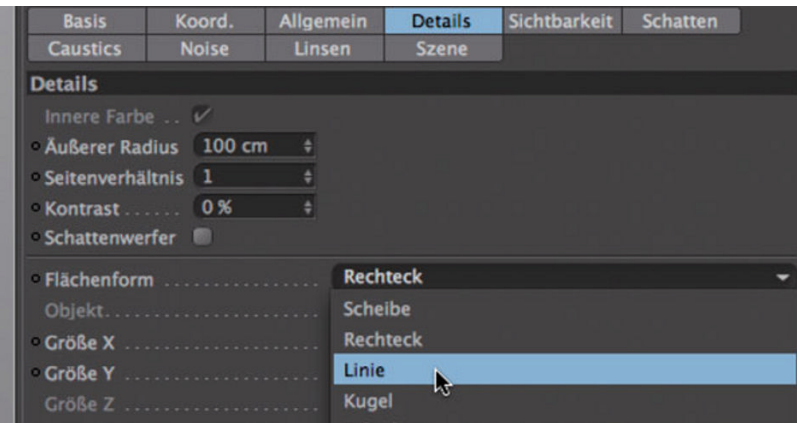 Basis Koord. Allgemein Details Sichtbarkeit Schatten
Caustics Noise Linsen Szene
Details
Innere Farbe . .
Äußerer Radius 100 cm
Seitenverhältnis 1
Kontrast . . . . . . 0 %
Schattenwerfer
Flächenform . . . . . . . . . . . . . . . Rechteck
Objekt. . . . . . . . . . . . . . . . . . . . Scheibe
Rechteck
Größe X . . . . . . . . . . . . . . . . . . .
Linie
Größe Y . . . . . . . . . . . . . . . . . . .
Kugel
Größe Z . . . . . . . . . . . . . . . . . . .